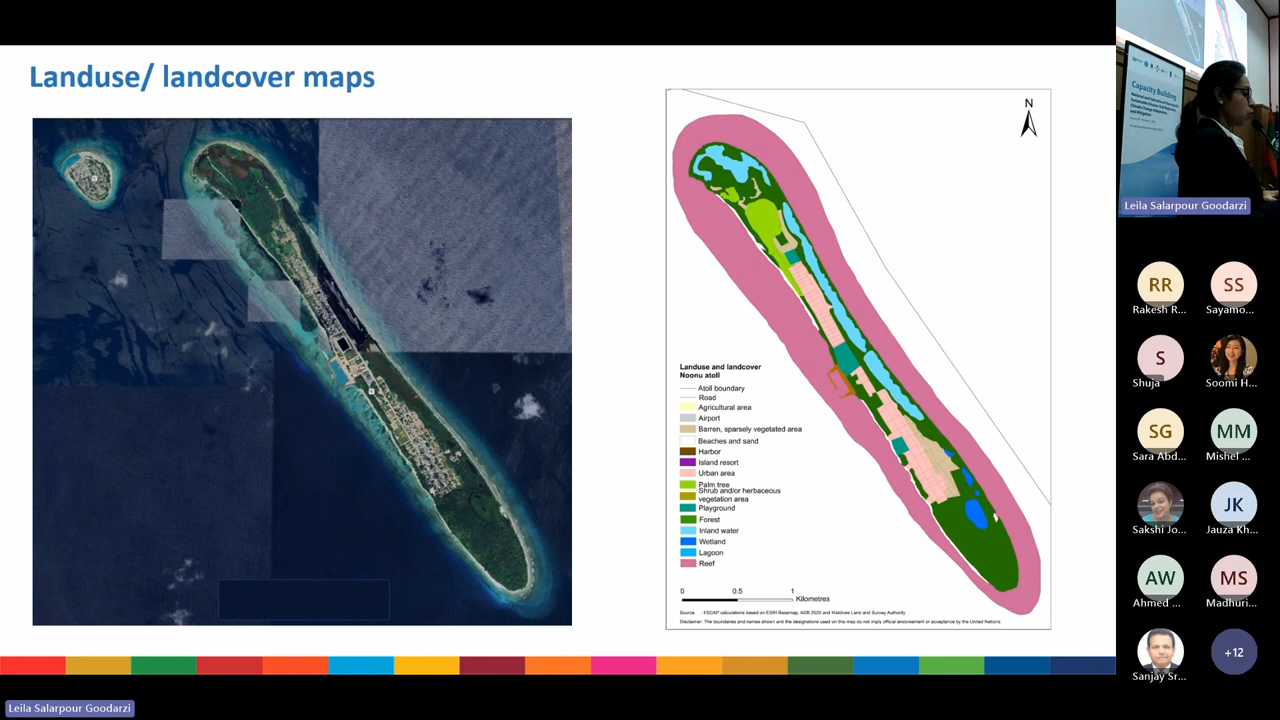 Landuse/ landcover maps
N
Landuse and landcover
Noonu atoll
Atoll boundary
Road
Agricultural area
Airport
Barren, sparsely vegetated area
Beaches and sand
Harbor
Island resort
Urban area
Palm tree
Shrub and/or herbaceous
vegetation area
Playground
Forest
Inland water
Wetland
Lagoon
Reef
0 0.5 1
Kilometres
Source ESCAP calculations based on ESRI Basemap, ADB 2020 and Maldives Land and Survey Authority
Disclaimer: The boundaries and names shown and the designations used on this map do not imply official endorsement or acceptance by the United Nations.
Capacity Building
Leila Salarpour Goodarzi
RR
Rakesh R...
SS
Sayamo...
S
Shuja
Soomi H...
SG
Sara Abd...
MM
Mishel ...
Sakshi Jo...
JK
Jauza Kh...
AW
Ahmed ...
MS
Madhuri...
Sanjay Sr...
+12
Leila Salarpour Goodarzi